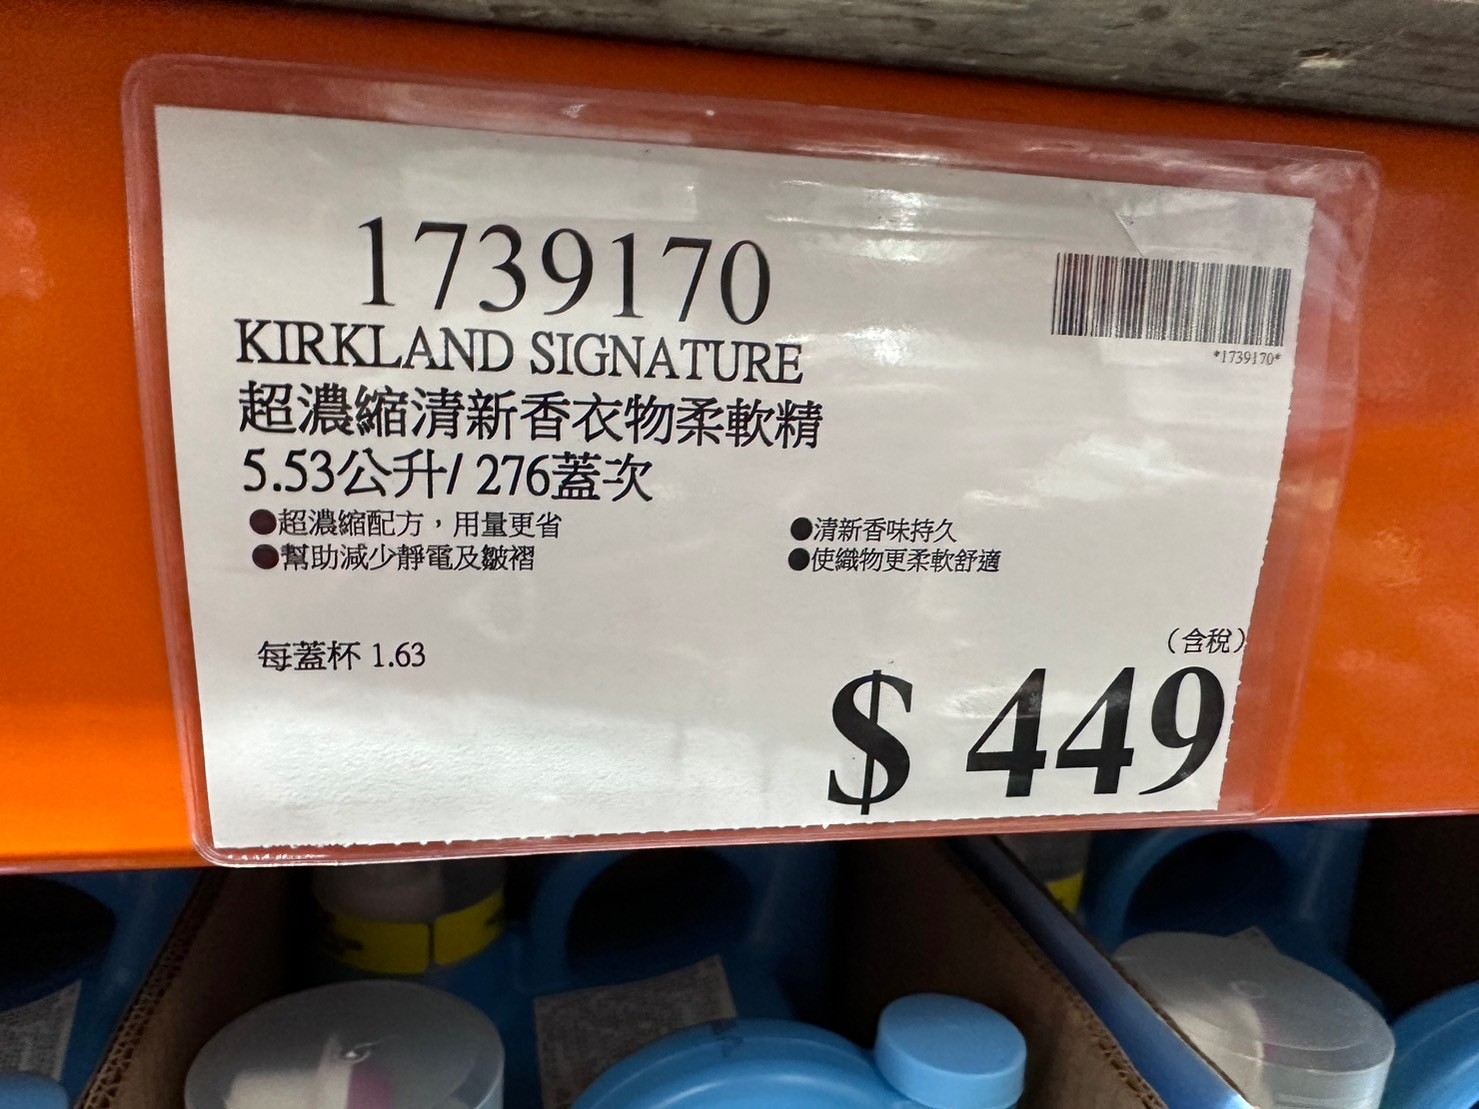 1739170
*1739170*
KIRKLAND SIGNATURE
超濃縮清新香衣物柔軟精
5.53公升/ 276蓋次
●超濃縮配方，用量更省
●清新香味持久
●幫助減少靜電及皺褶
●使織物更柔軟舒適
每蓋杯 1.63
（含稅）
$ 449